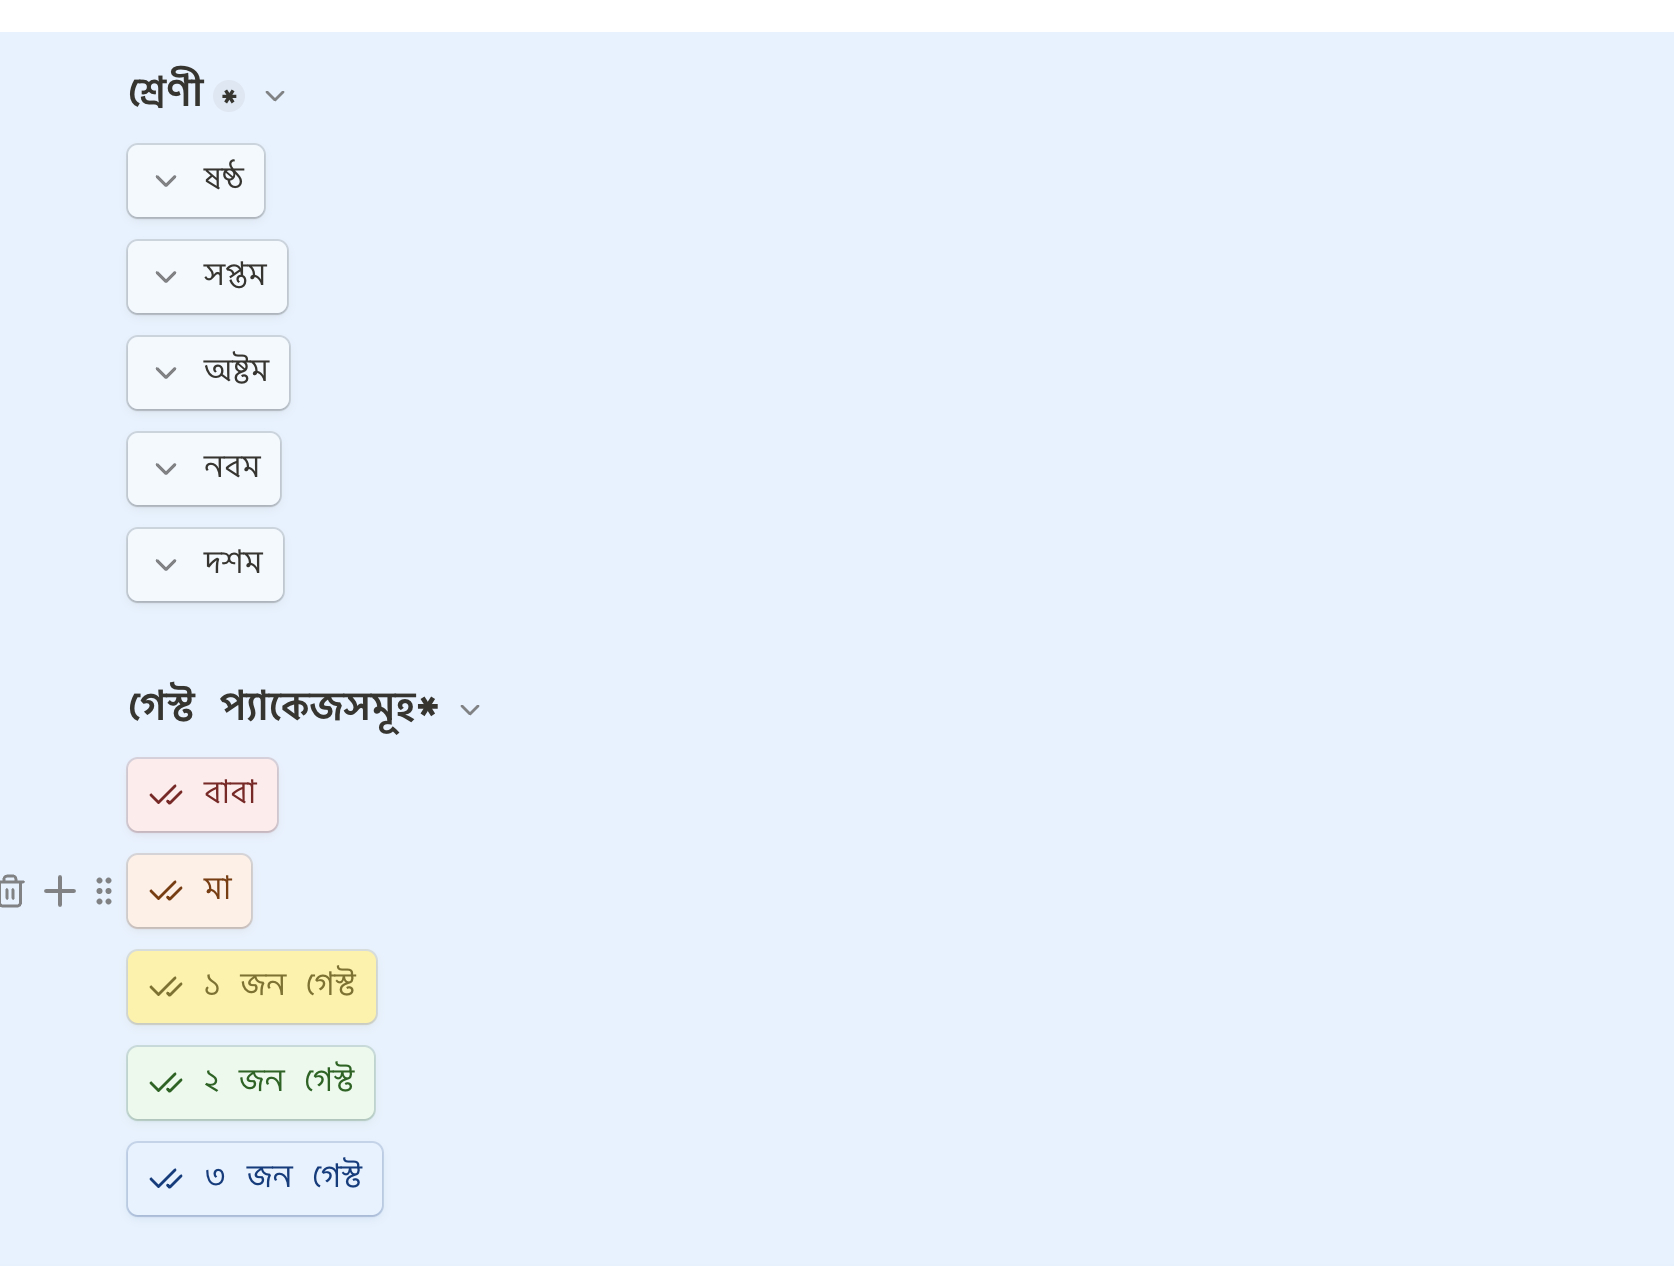 শ্রেণী *
ষষ্ঠ
সপ্তম
অষ্টম
নবম
দশম
গেস্ট প্যাকেজসমূহ*
বাবা
মা
১ জন গেস্ট
২ জন গেস্ট
৩ জন গেস্ট